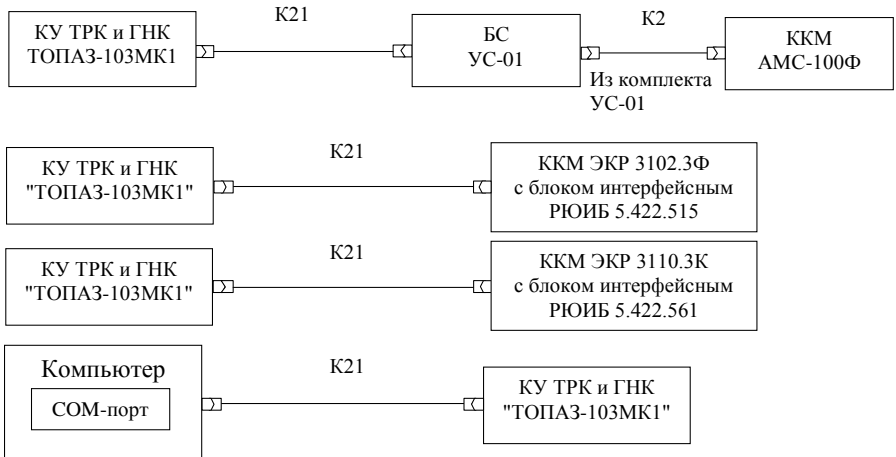 К21
К2
КУ ТРК и ГНК
ТОПАЗ-103МК1
БС
УС-01
ККМ
АМС-100Ф
Из комплекта
УС-01
К21
КУ ТРК и ГНК
"ТОПАЗ-103МК1"
ККМ ЭКР 3102.3Ф
с блоком интерфейсным
РЮИБ 5.422.515
К21
КУ ТРК и ГНК
"ТОПАЗ-103МК1"
ККМ ЭКР 3110.3К
с блоком интерфейсным
РЮИБ 5.422.561
К21
Компьютер
СОМ-порт
КУ ТРК и ГНК
"ТОПАЗ-103МК1"